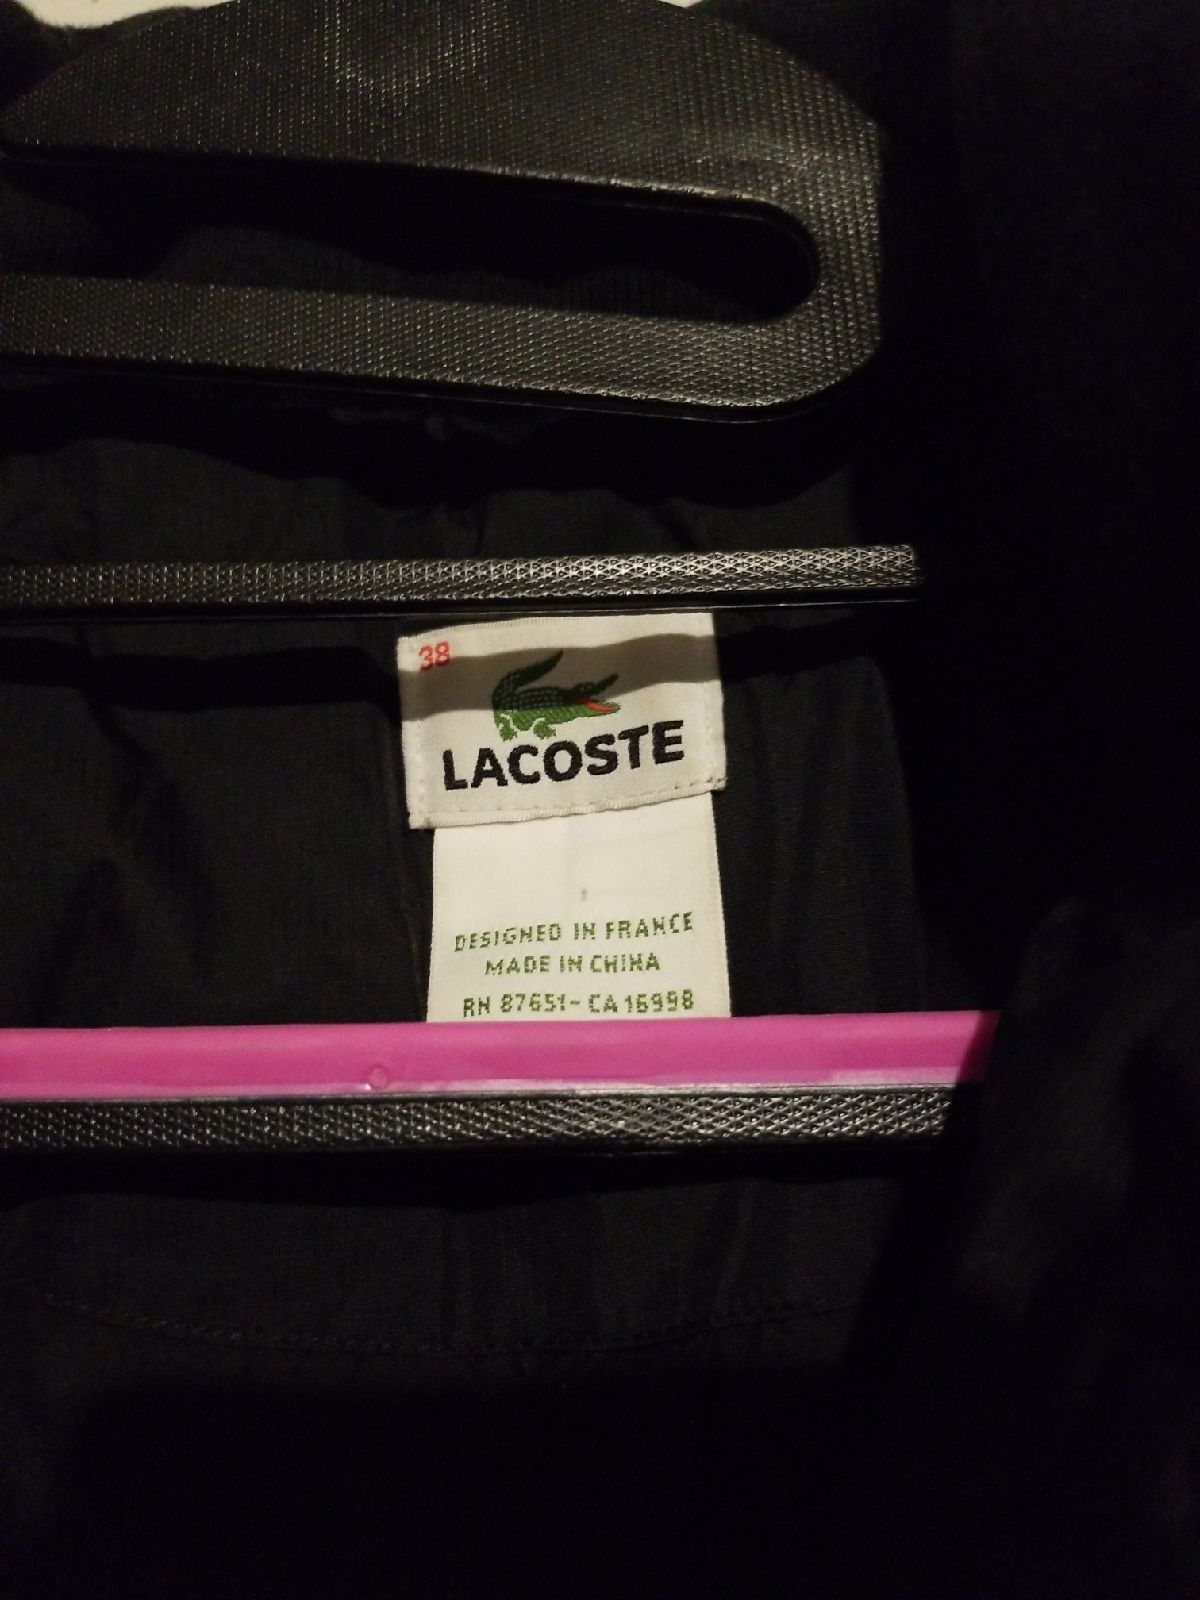 38
LACOSTE
DESIGNED IN FRANCE
MADE IN CHINA
RN 87651- CA 16998